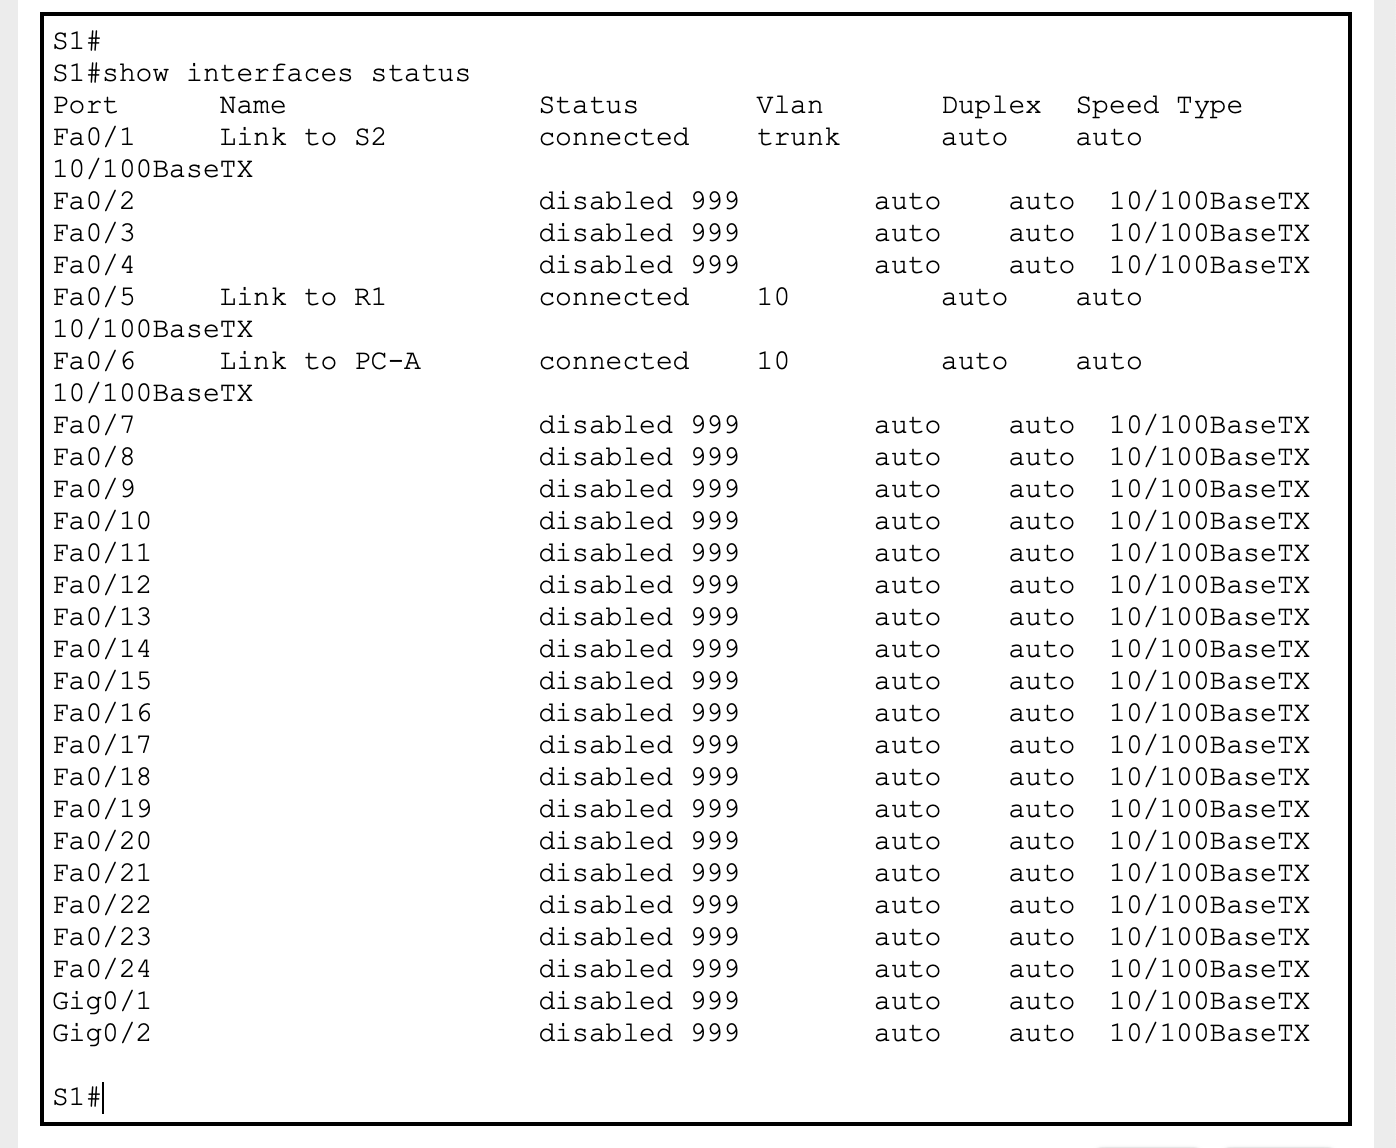 S1#
S1#show interfaces status
Port Name Status Vlan Duplex Speed Type
Fa0/1 Link to S2 connected trunk auto auto
10/100BaseTX
Fa0/2 disabled 999 auto auto 10/100BaseTX
Fa0/3 disabled 999 auto auto 10/100BaseTX
Fa0/4 disabled 999 auto auto 10/100BaseTX
Fa0/5 Link to R1 connected 10 auto auto
10/100BaseTX
Fa0/6 Link to PC-A connected 10 auto auto
10/100BaseTX
Fa0/7 disabled 999 auto auto 10/100BaseTX
Fa0/8 disabled 999 auto auto 10/100BaseTX
Fa0/9 disabled 999 auto auto 10/100BaseTX
Fa0/10 disabled 999 auto auto 10/100BaseTX
Fa0/11 disabled 999 auto auto 10/100BaseTX
Fa0/12 disabled 999 auto auto 10/100BaseTX
Fa0/13 disabled 999 auto auto 10/100BaseTX
Fa0/14 disabled 999 auto auto 10/100BaseTX
Fa0/15 disabled 999 auto auto 10/100BaseTX
Fa0/16 disabled 999 auto auto 10/100BaseTX
Fa0/17 disabled 999 auto auto 10/100BaseTX
Fa0/18 disabled 999 auto auto 10/100BaseTX
Fa0/19 disabled 999 auto auto 10/100BaseTX
Fa0/20 disabled 999 auto auto 10/100BaseTX
Fa0/21 disabled 999 auto auto 10/100BaseTX
Fa0/22 disabled 999 auto auto 10/100BaseTX
Fa0/23 disabled 999 auto auto 10/100BaseTX
Fa0/24 disabled 999 auto auto 10/100BaseTX
Gig0/1 disabled 999 auto auto 10/100BaseTX
Gig0/2 disabled 999 auto auto 10/100BaseTX
S1#